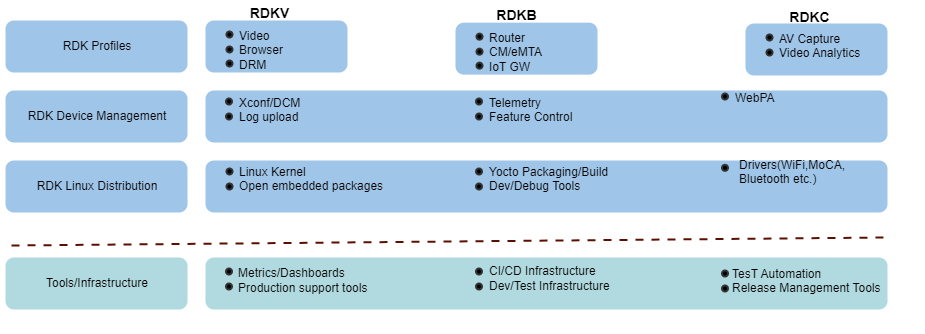 RDKV
RDKB
RDKC
RDK Profiles
Video
Browser
DRM
Router
CM/eMTA
IoT GW
AV Capture
Video Analytics
RDK Device Management
Xconf/DCM
Log upload
Telemetry
Feature Control
WebPA
RDK Linux Distribution
Linux Kernel
Open embedded packages
Yocto Packaging/Build
Dev/Debug Tools
Drivers(WiFi,MoCA,
Bluetooth etc.)
Tools/Infrastructure
Metrics/Dashboards
Production support tools
CI/CD Infrastructure
Dev/Test Infrastructure
TesT Automation
Release Management Tools